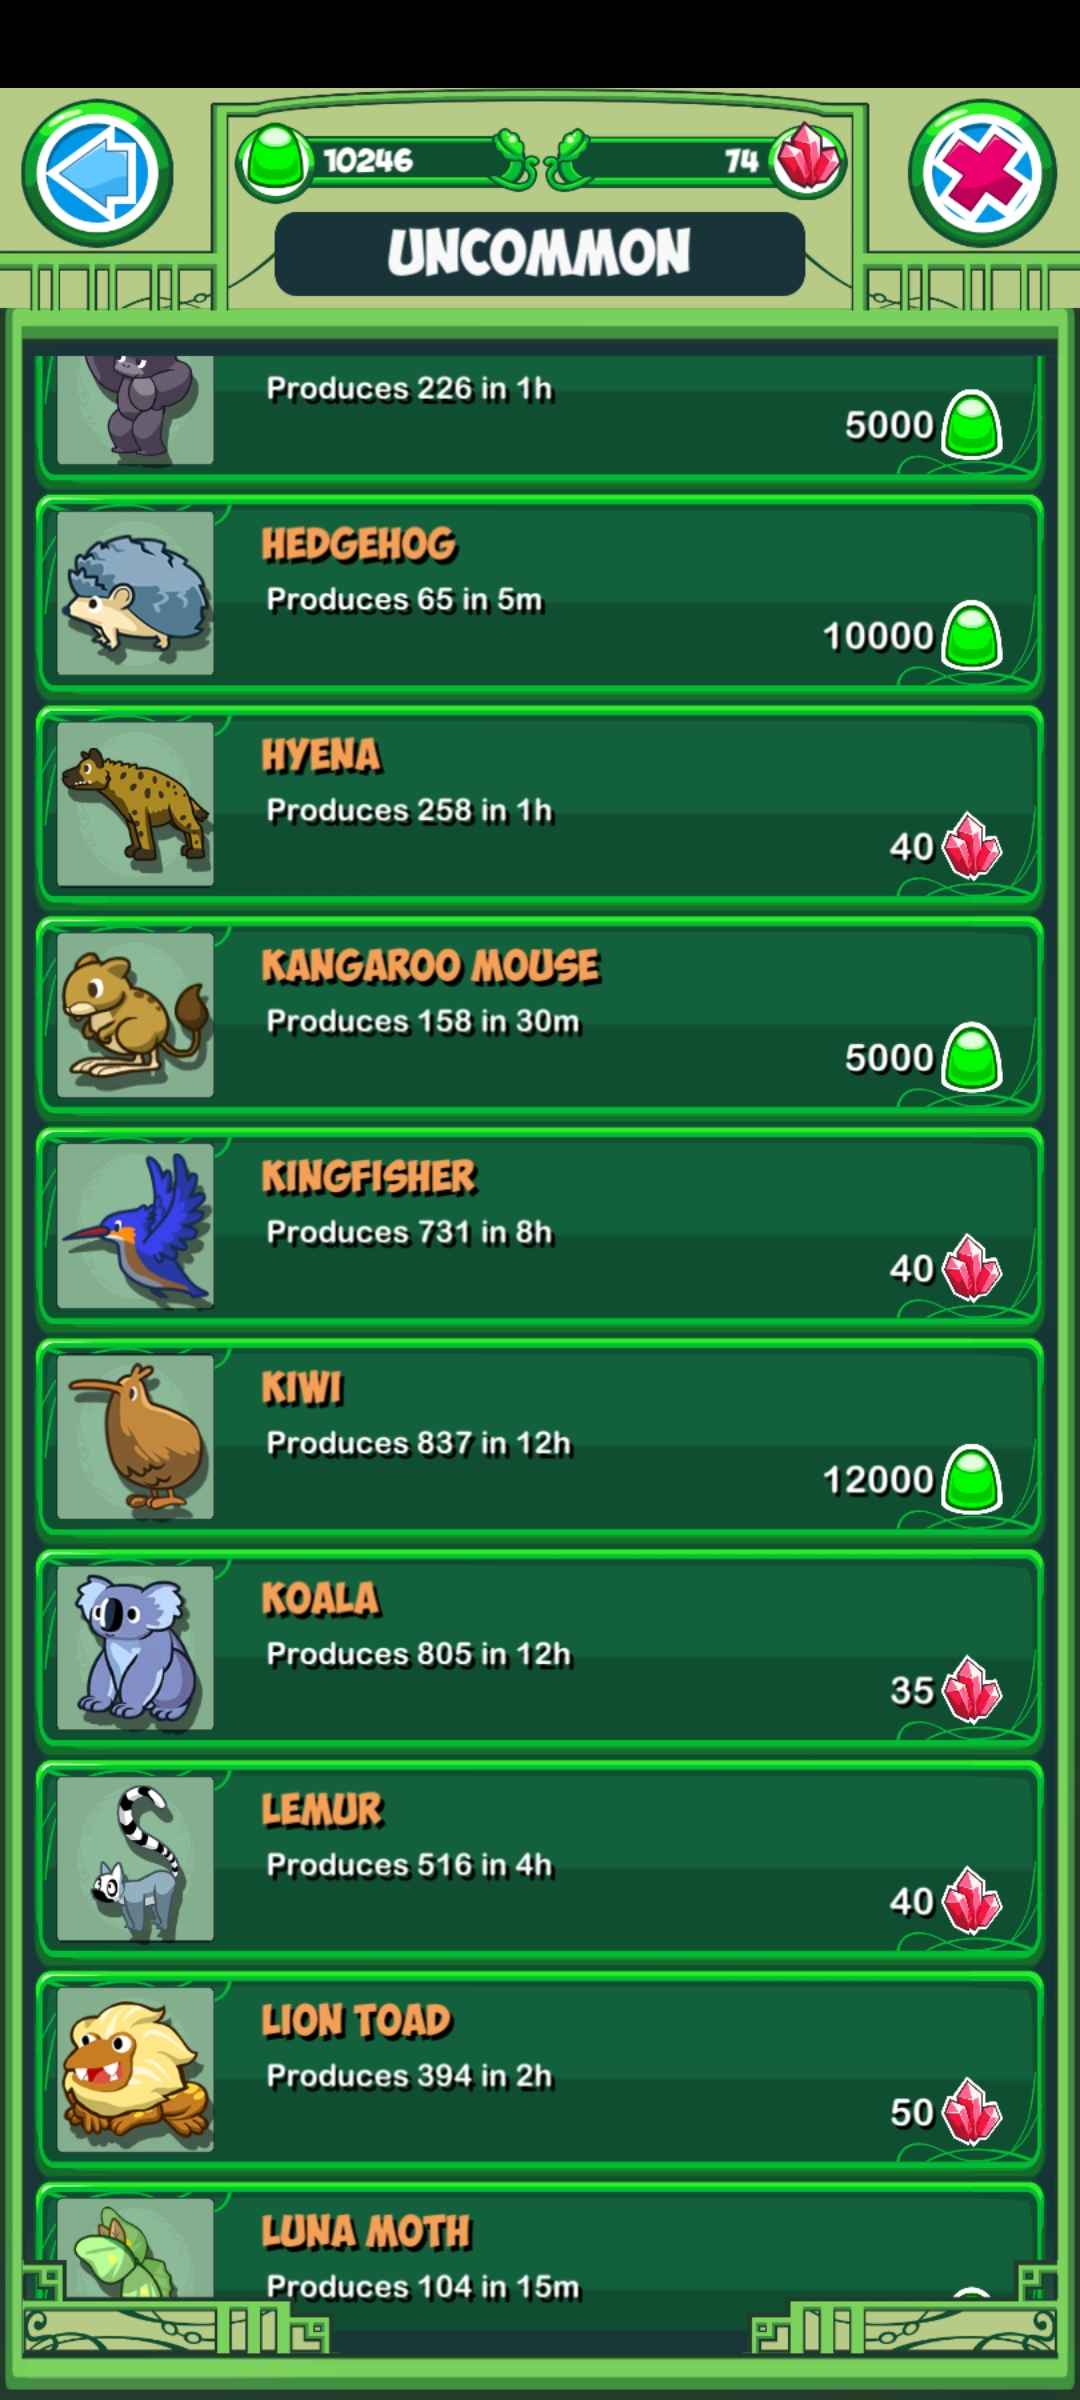 10246
74
UNCOMMON
Produces 226 in 1h
5000
HEDGEHOG
Produces 65 in 5m
10000
HYENA
Produces 258 in 1h
40
KANGAROO MOUSE
Produces 158 in 30m
5000
KINGFISHER
Produces 731 in 8h
40
KIWI
Produces 837 in 12h
12000
KOALA
Produces 805 in 12h
35
LEMUR
Produces 516 in 4h
40
LION TOAD
Produces 394 in 2h
50
LUNA MOTH
Produces 104 in 15m